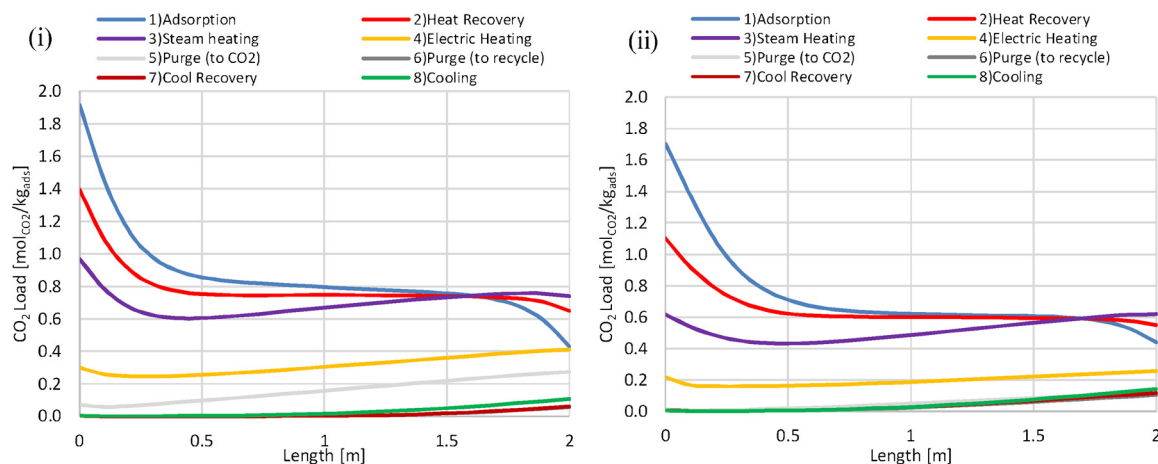 (i)
1)Adsorption
2)Heat Recovery
3)Steam heating
4)Electric Heating
5)Purge (to CO2)
6)Purge (to recycle)
7)Cool Recovery
8)Cooling
2.0
1.8
1.6
1.4
1.2
1.0
0.8
0.6
0.4
0.2
0.0
CO2 Load [molCO2/kgads]
0 0.5 1 1.5 2
Length [m]
(ii)
1)Adsorption
2)Heat Recovery
3)Steam Heating
4)Electric Heating
5)Purge (to CO2)
6)Purge (to recycle)
7)Cool Recovery
8)Cooling
2.0
1.8
1.6
1.4
1.2
1.0
0.8
0.6
0.4
0.2
0.0
CO2 Load [molCO2/kgads]
0 0.5 1 1.5 2
Length [m]